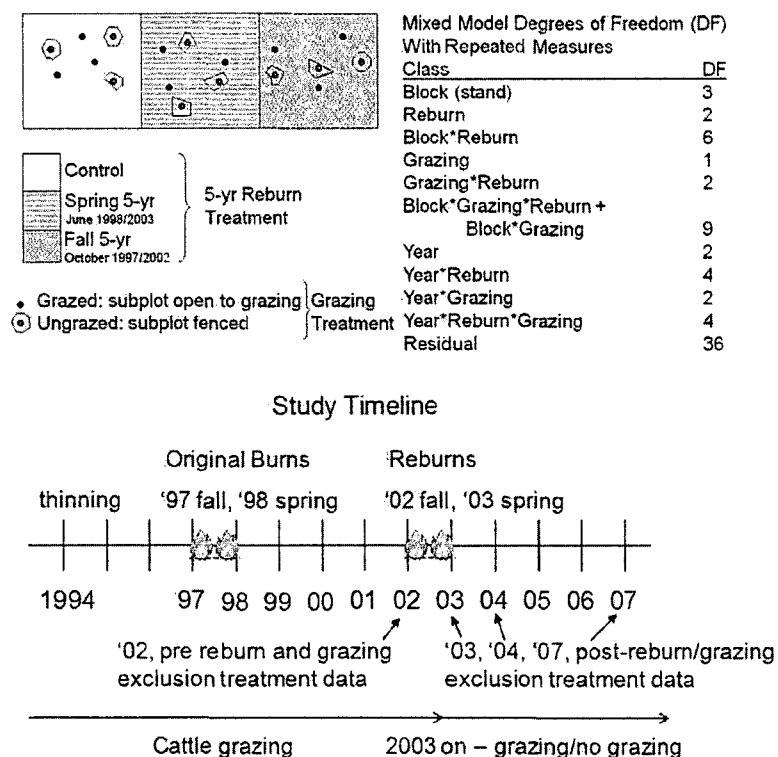 Mixed Model Degrees of Freedom (DF)
With Repeated Measures
Class DF
Block (stand) 3
Reburn 2
Block*Reburn 6
Grazing 1
Grazing*Reburn 2
Block*Grazing*Reburn +
Block*Grazing 9
Year 2
Year*Reburn 4
Year*Grazing 2
Year*Reburn*Grazing 4
Residual 36
Control
Spring 5-yr
June 1998/2003
Fall 5-yr
October 1997/2002
5-yr Reburn
Treatment
Grazed: subplot open to grazing
Ungrazed: subplot fenced
Grazing
Treatment
Study Timeline
Original Burns Reburns
thinning '97 fall, '98 spring '02 fall, '03 spring
1994 '97 98 99 00 01 02 03 04 05 06 07
'02, pre reburn and grazing
exclusion treatment data
'03, '04, '07, post-reburn/grazing
exclusion treatment data
Cattle grazing 2003 on – grazing/no grazing